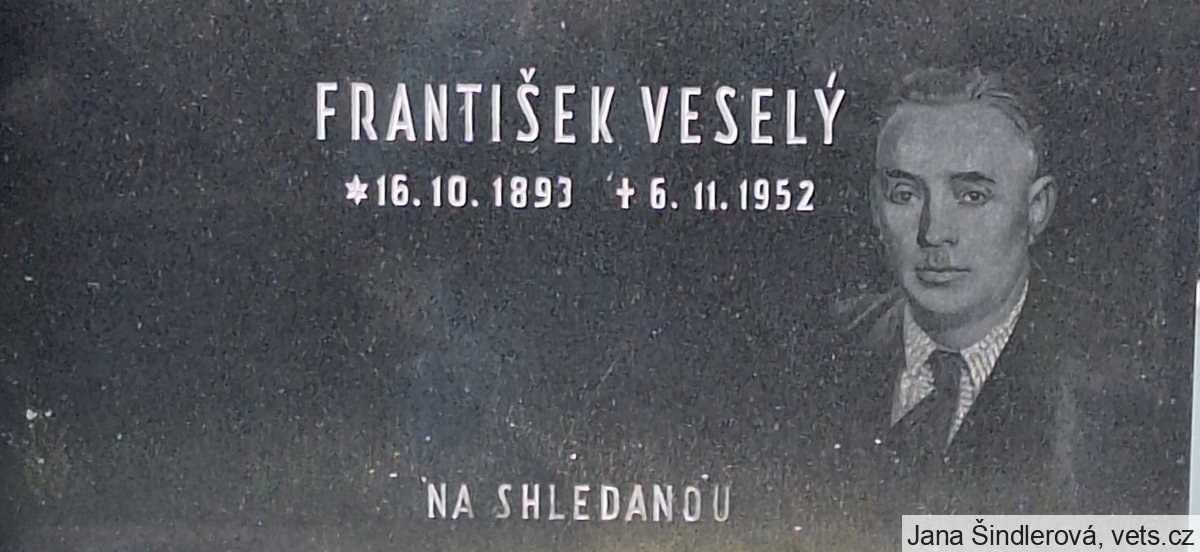 FRANTIŠEK VESELÝ
*16.10.1893 ✝ 6.11.1952
NA SHLEDANOU
Jana Šindlerová, vets.cz